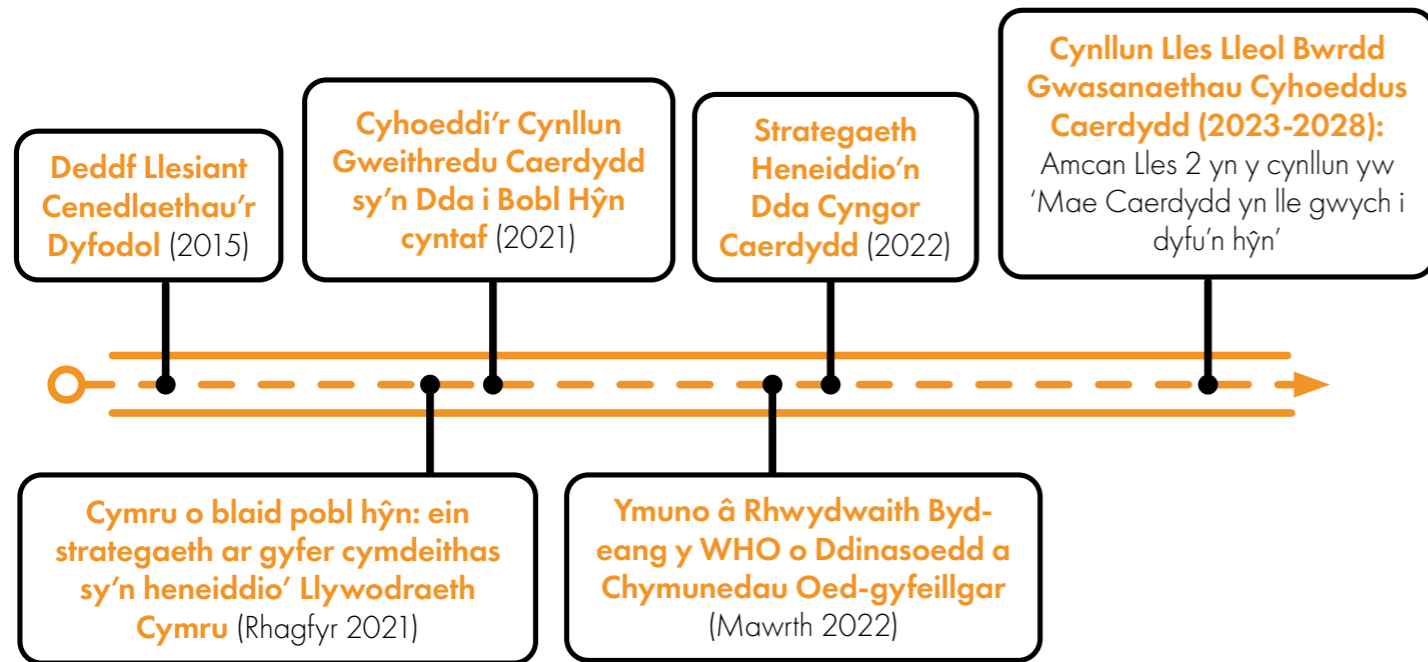 Deddf Llesiant
Cenedlaethau'r
Dyfodol (2015)
Cymru o blaid pobl hŷn: ein
strategaeth ar gyfer cymdeithas
sy'n heneiddio' Llywodraeth
Cymru (Rhagfyr 2021)
Cyhoeddi'r Cynllun
Gweithredu Caerdydd
sy'n Dda i Bobl Hŷn
cyntaf (2021)
Ymuno â Rhwydwaith Byd-
eang y WHO o Ddinasoedd a
Chymunedau Oed-gyfeillgar
(Mawrth 2022)
Strategaeth
Heneiddio'n
Dda Cyngor
Caerdydd (2022)
Cynllun Lles Lleol Bwrdd
Gwasanaethau Cyhoeddus
Caerdydd (2023-2028):
Amcan Lles 2 yn y cynllun yw
'Mae Caerdydd yn lle gwych i
dyfu'n hŷn'